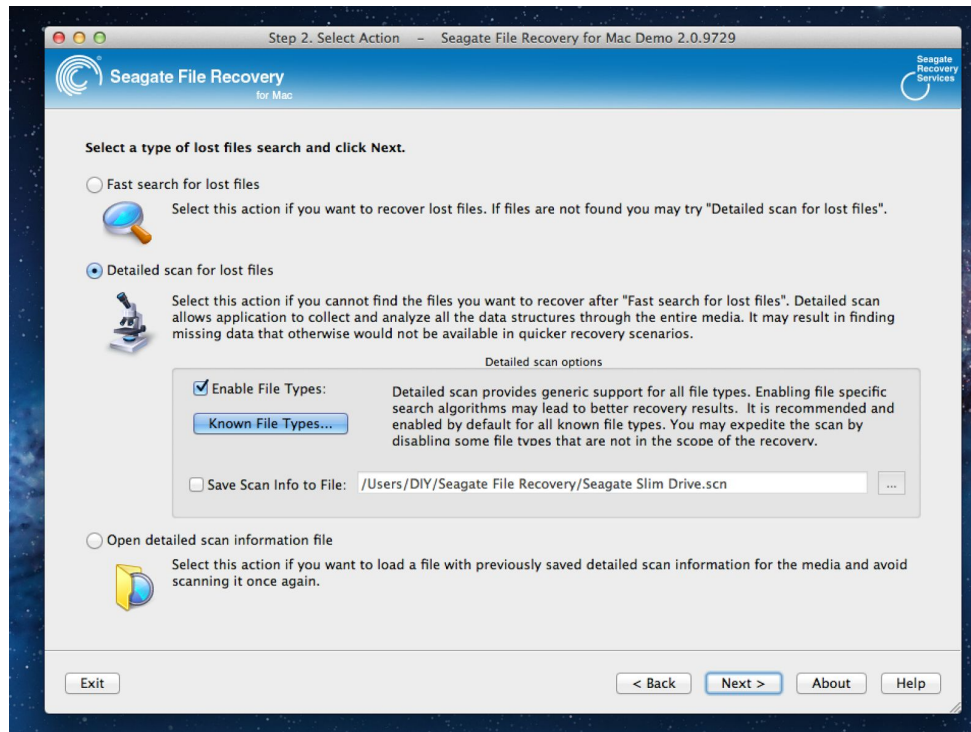 Step 2. Select Action – Seagate File Recovery for Mac Demo 2.0.9729
Seagate File Recovery
for Mac
Seagate
Recovery
Services
Select a type of lost files search and click Next.
Fast search for lost files
Select this action if you want to recover lost files. If files are not found you may try "Detailed scan for lost files".
Detailed scan for lost files
Select this action if you cannot find the files you want to recover after "Fast search for lost files". Detailed scan
allows application to collect and analyze all the data structures through the entire media. It may result in finding
missing data that otherwise would not be available in quicker recovery scenarios.
Detailed scan options
Enable File Types:
Known File Types...
Detailed scan provides generic support for all file types. Enabling file specific
search algorithms may lead to better recovery results. It is recommended and
enabled by default for all known file types. You may expedite the scan by
disabling some file types that are not in the scope of the recovery.
Save Scan Info to File: /Users/DIY/Seagate File Recovery/Seagate Slim Drive.scn ...
Open detailed scan information file
Select this action if you want to load a file with previously saved detailed scan information for the media and avoid
scanning it once again.
Exit < Back Next > About Help